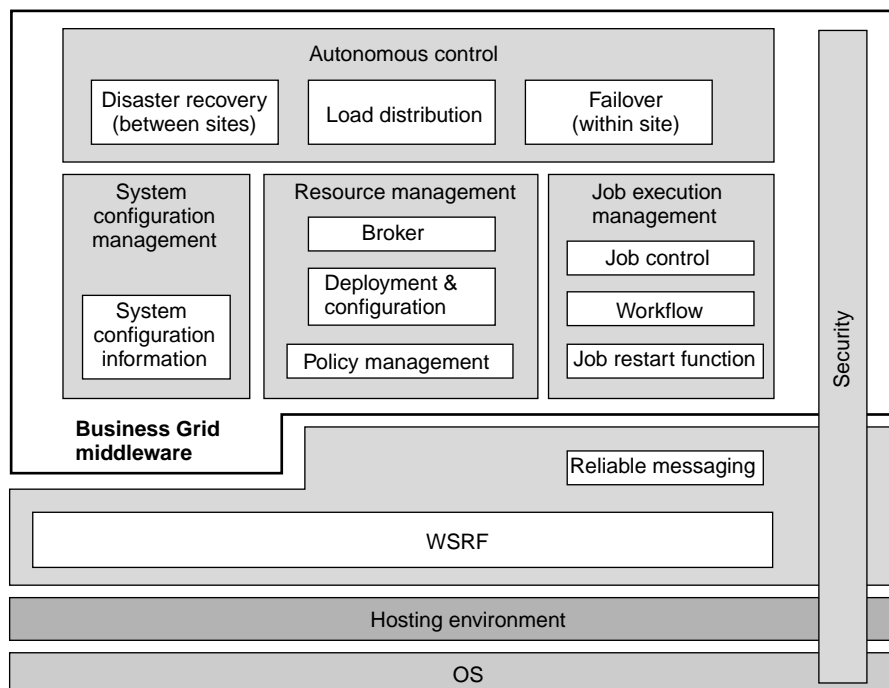 Autonomous control
Disaster recovery
(between sites)
Load distribution
Failover
(within site)
System
configuration
management
System
configuration
information
Resource management
Broker
Deployment &
configuration
Policy management
Job execution
management
Job control
Workflow
Job restart function
Security
Business Grid
middleware
Reliable messaging
WSRF
Hosting environment
OS